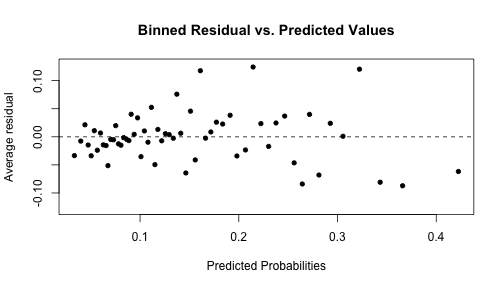 Binned Residual vs. Predicted Values
Average residual
0.10
0.00
-0.10
0.1 0.2 0.3 0.4
Predicted Probabilities